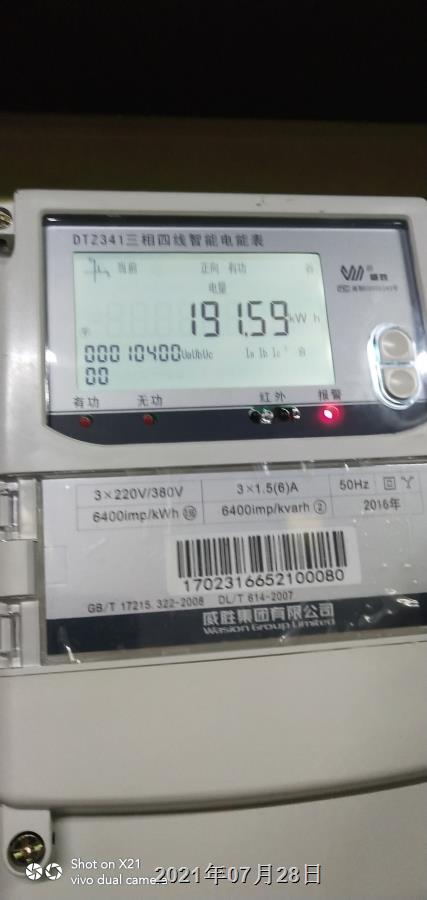 DTZ341三相四线智能电能表
当前 正向 有功 谷
电量
191.59 kW h
00010400 UaUbUc Ia Ib Ic
00
有功 无功 红外 报警
3×220V/380V 3×1.5(6)A 50Hz
6400imp/kWh 6400imp/kvarh ② 2016年
1702316652100080
GB/T 17215.322-2008 DL/T 614-2007
威胜集团有限公司
Wasion Group Limited
Shot on X21
vivo dual camera
2021年07月28日